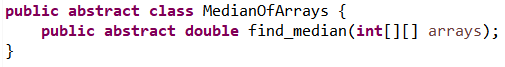 public abstract class MedianOfArrays {
    public abstract double find_median(int[][] arrays);
}